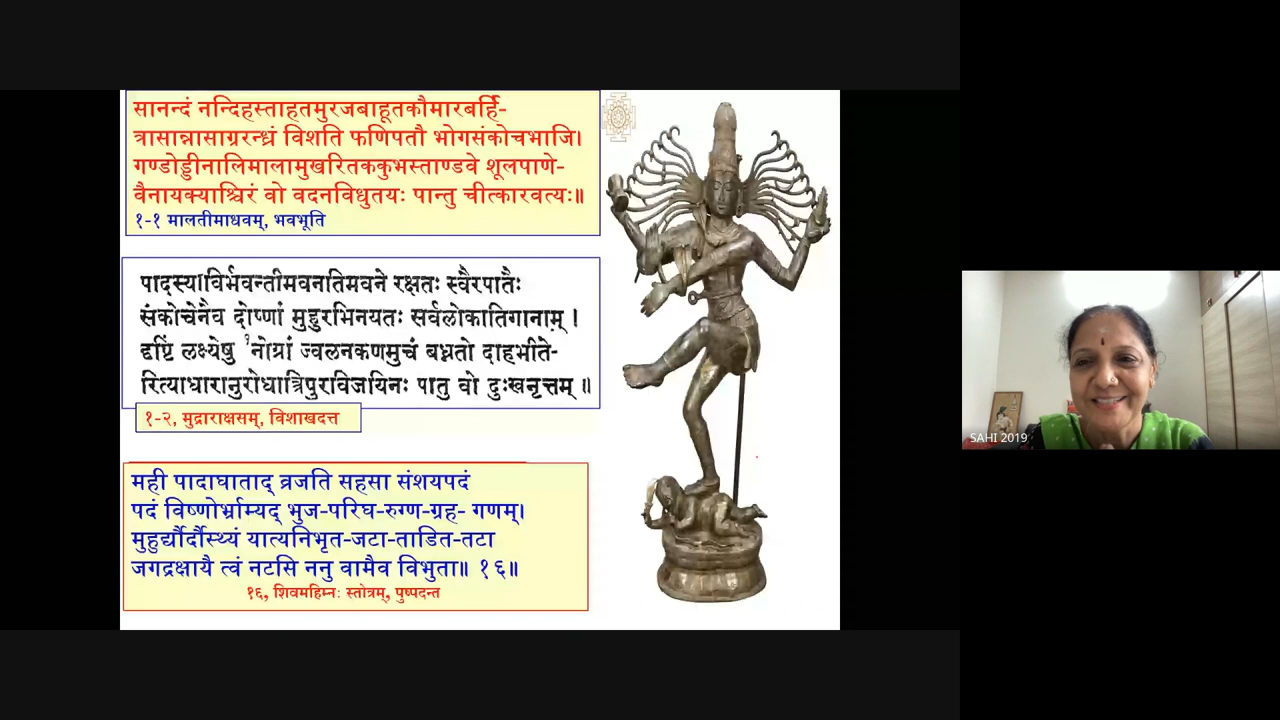 सानन्दं नन्दिहस्ताहतमुरजबाहूतकौमारबर्हि-
त्रासान्नासाग्ररन्ध्रं विशति फणिपतौ भोगसंकोचभाजि।
गण्डोड्डीनालिमालामुखरितककुभस्ताण्डवे शूलपाणे-
वैनायक्याश्चिरं वो वदनविधुतयः पान्तु चीत्कारवत्यः॥
१-१ मालतीमाधवम्, भवभूति
पादस्याविर्भवन्तीमवनतिमवने रक्षतः स्वैरपातैः
संकोचेनैव दोष्णां मुहुरभिनयतः सर्वलोकातिगानाम् ।
दृष्टिं लक्ष्येषु १नोग्रां ज्वलनकणमुचं बध्नतो दाहभीते-
रित्याधारानुरोधात्त्रिपुरविजयिनः पातु वो दुःखनृत्तम् ॥
१-२, मुद्राराक्षसम्, विशाखदत्त
मही पादाघाताद् व्रजति सहसा संशयपदं
पदं विष्णोर्भ्राम्यद् भुज-परिघ-रुग्ण-ग्रह- गणम्।
मुहुर्द्यौर्दौस्थ्यं यात्यनिभृत-जटा-ताडित-तटा
जगद्रक्षायै त्वं नटसि ननु वामैव विभुता॥ १६॥
१६, शिवमहिम्नः स्तोत्रम्, पुष्पदन्त
SAHI 2019